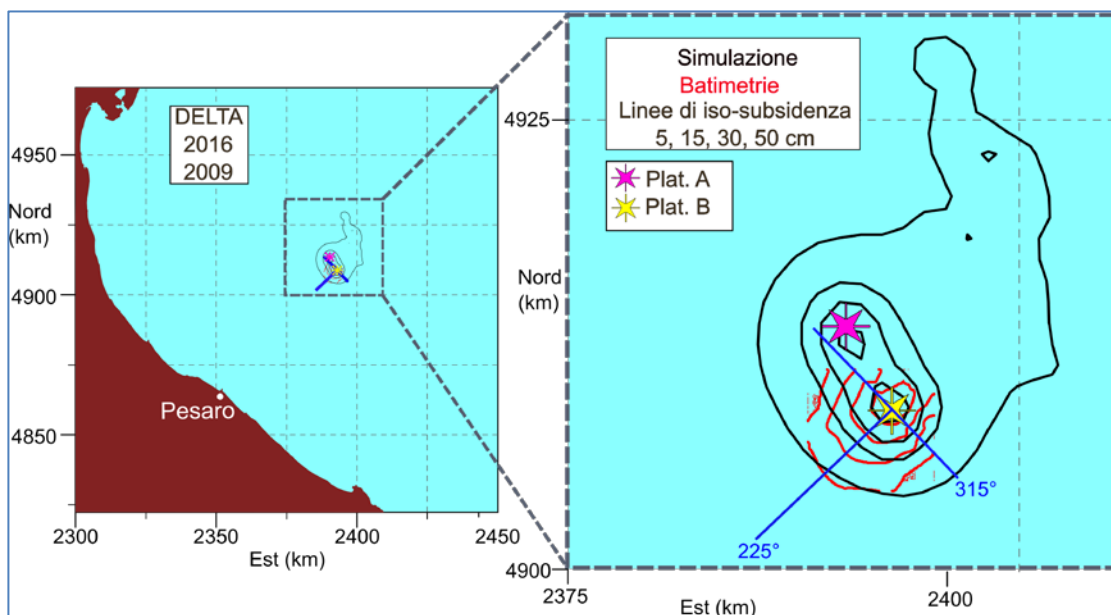 DELTA
2016
2009
4950
Nord
(km)
4900
4850
Pesaro
2300
2350
2400
2450
Est (km)
Simulazione
Batimetrie
Linee di iso-subsidenza
5, 15, 30, 50 cm
Plat. A
Plat. B
4925
Nord
(km)
4900
315°
225°
2375
2400
Est (km)